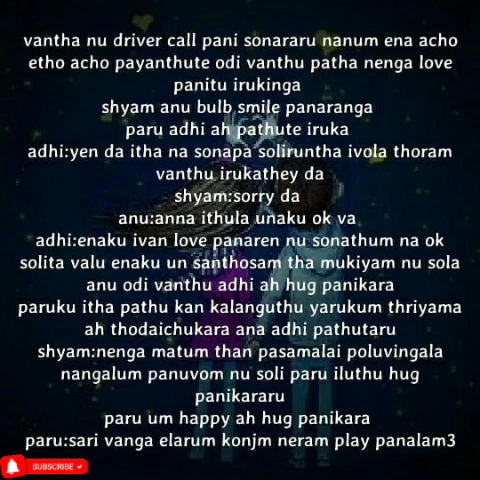 vantha nu driver call pani sonararu nanum ena acho
etho acho payanthute odi vanthu patha nenga love
panitu irukinga
shyam anu bulb smile panaranga
paru adhi ah pathute iruka
adhi:yen da itha na sonapa soliruntha ivola thoram
vanthu irukathey da
shyam:sorry da
anu:anna ithula unaku ok va
adhi:enaku ivan love panaren nu sonathum na ok
solita valu enaku un santhosam tha mukiyam nu sola
anu odi vanthu adhi ah hug panikara
paruku itha pathu kan kalanguthu yarukum thriyama
ah thodaichukara ana adhi pathutaru
shyam:nenga matum than pasamalai poluvingala
nangalum panuvom nu soli paru iluthu hug
panikararu
paru um happy ah hug panikara
paru:sari vanga elarum konjm neram play panalam3
SUBSCRIBE